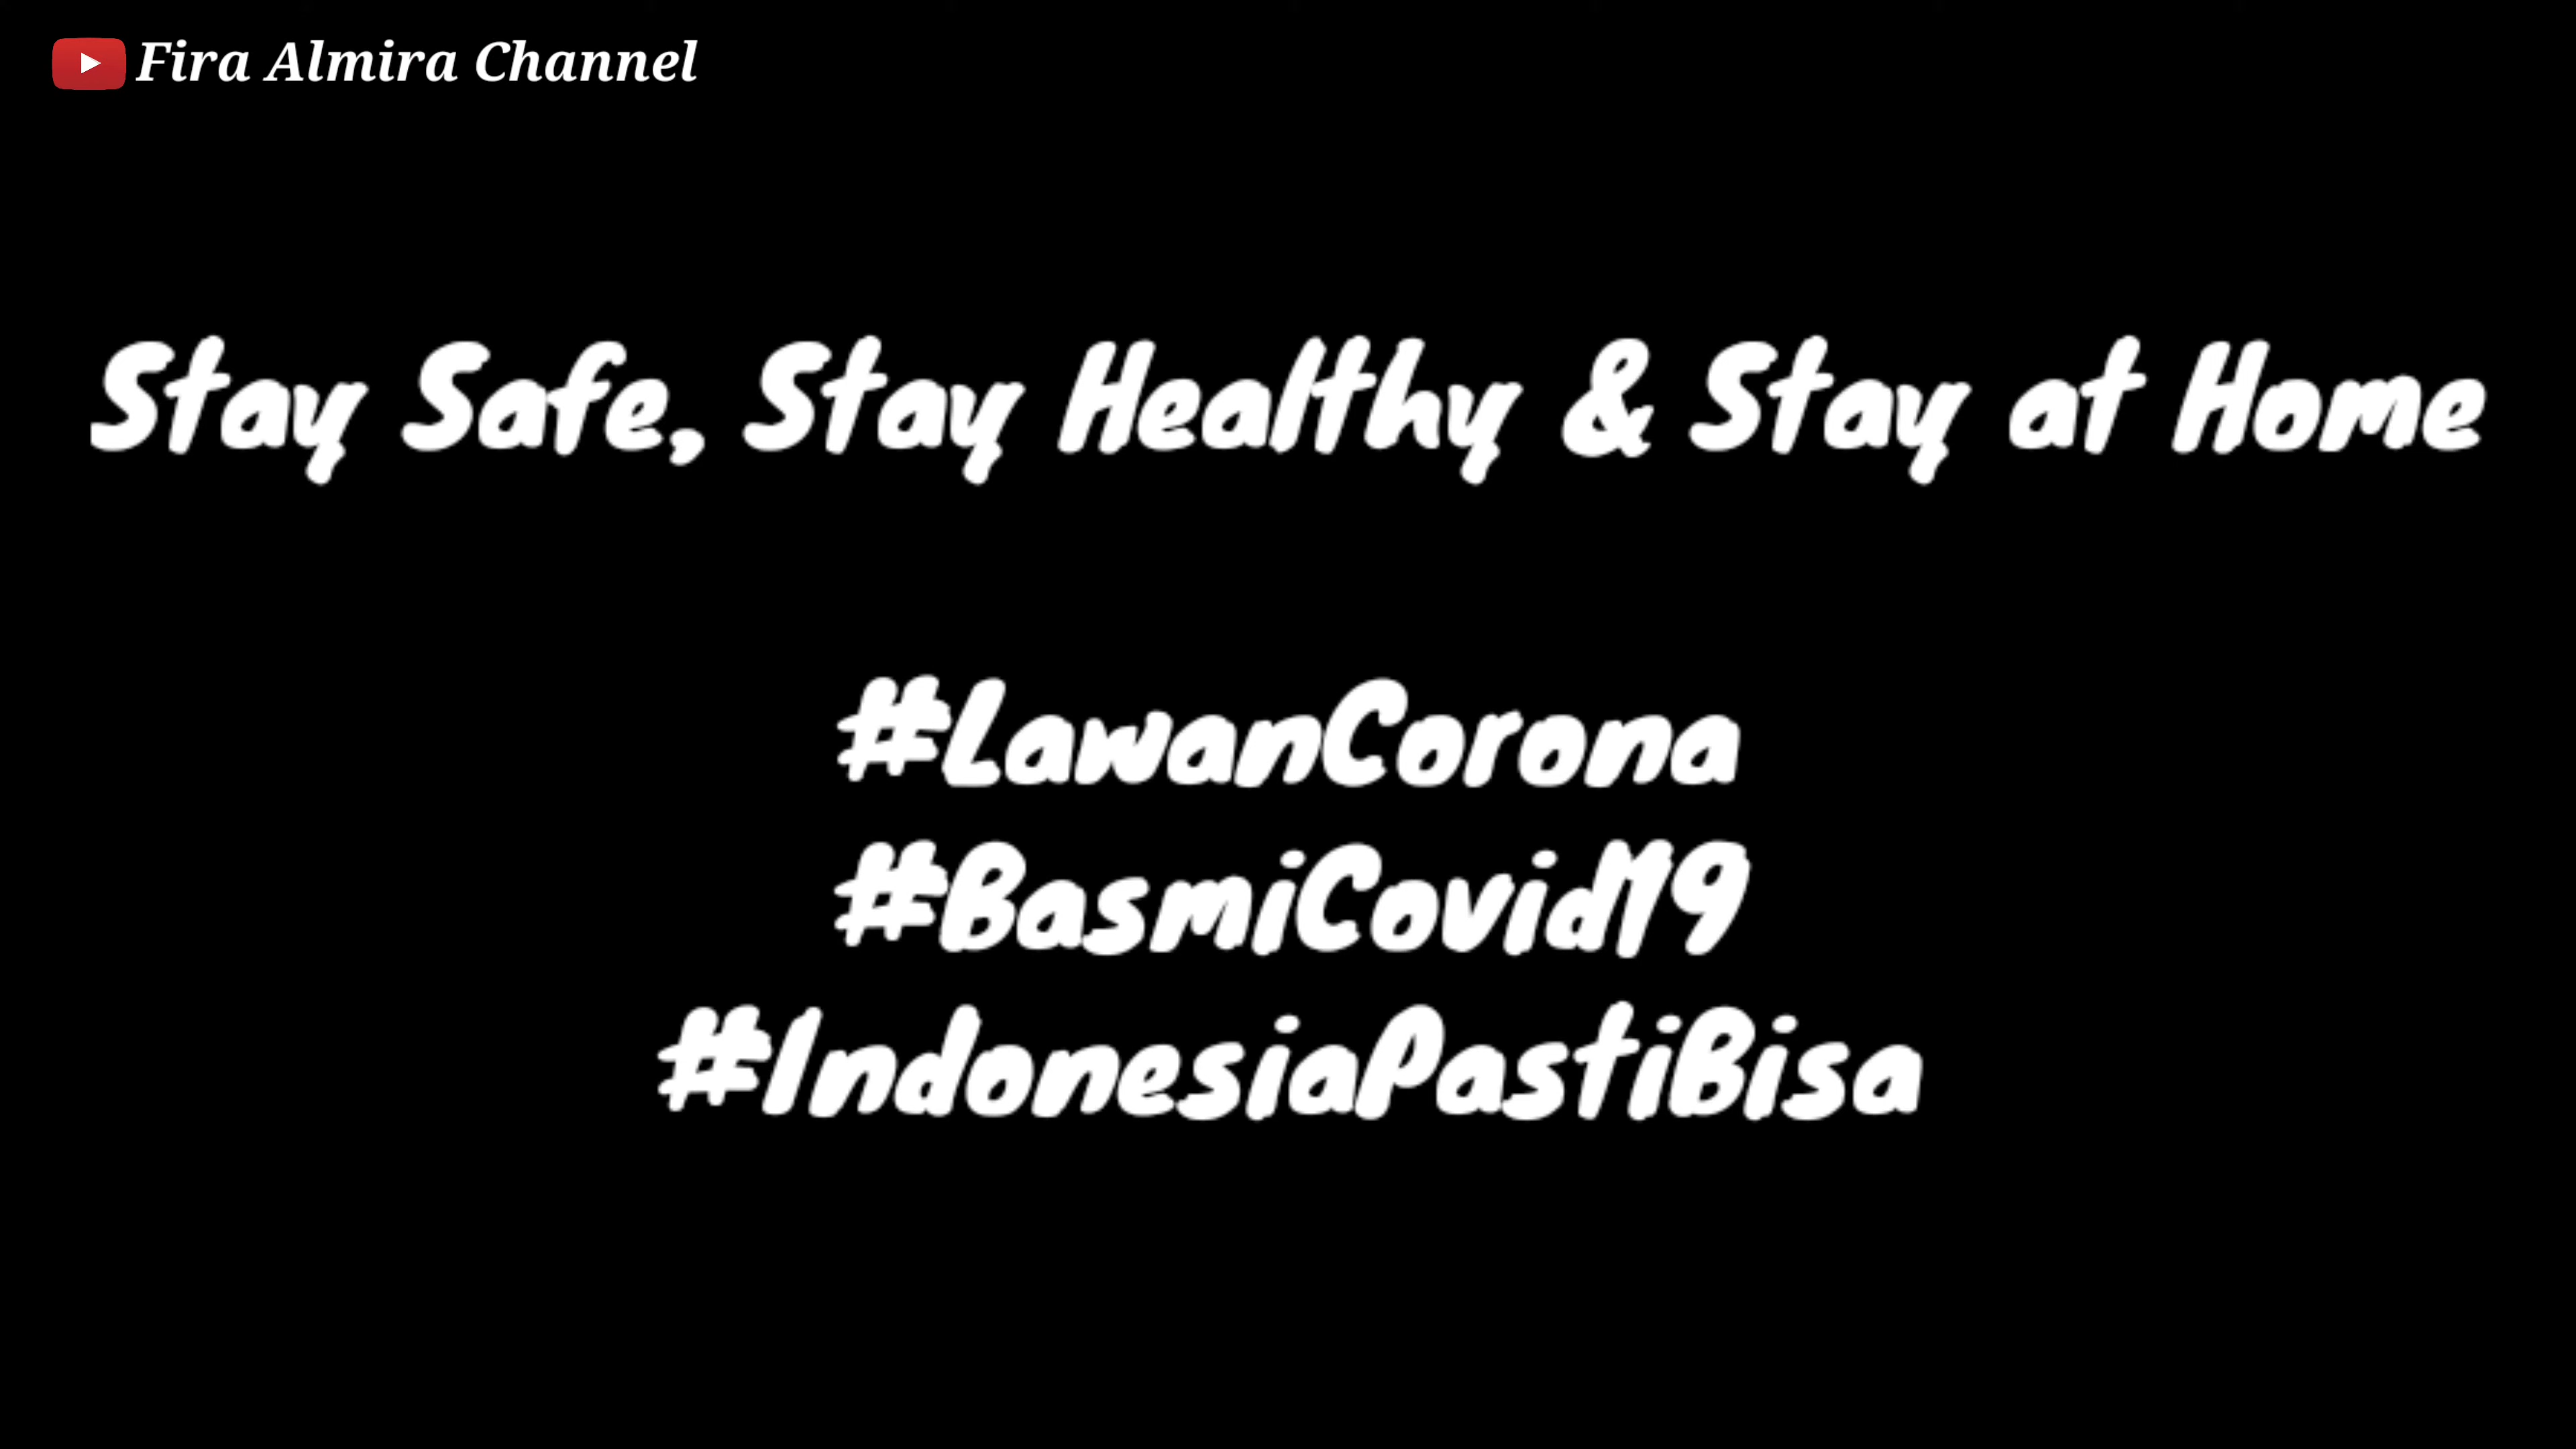 Fira Almira Channel
Stay Safe, Stay Healthy & Stay at Home
#LawanCorona
#BasmiCovid19
#IndonesiaPastiBisa